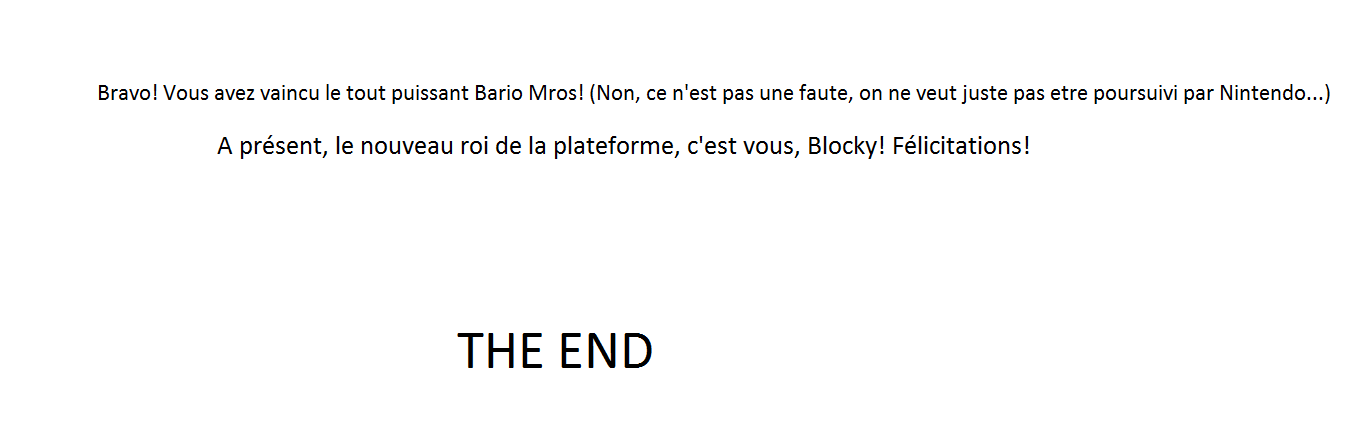 Bravo! Vous avez vaincu le tout puissant Bario Mros! (Non, ce n'est pas une faute, on ne veut juste pas etre poursuivi par Nintendo...)
A présent, le nouveau roi de la plateforme, c'est vous, Blocky! Félicitations!
THE END